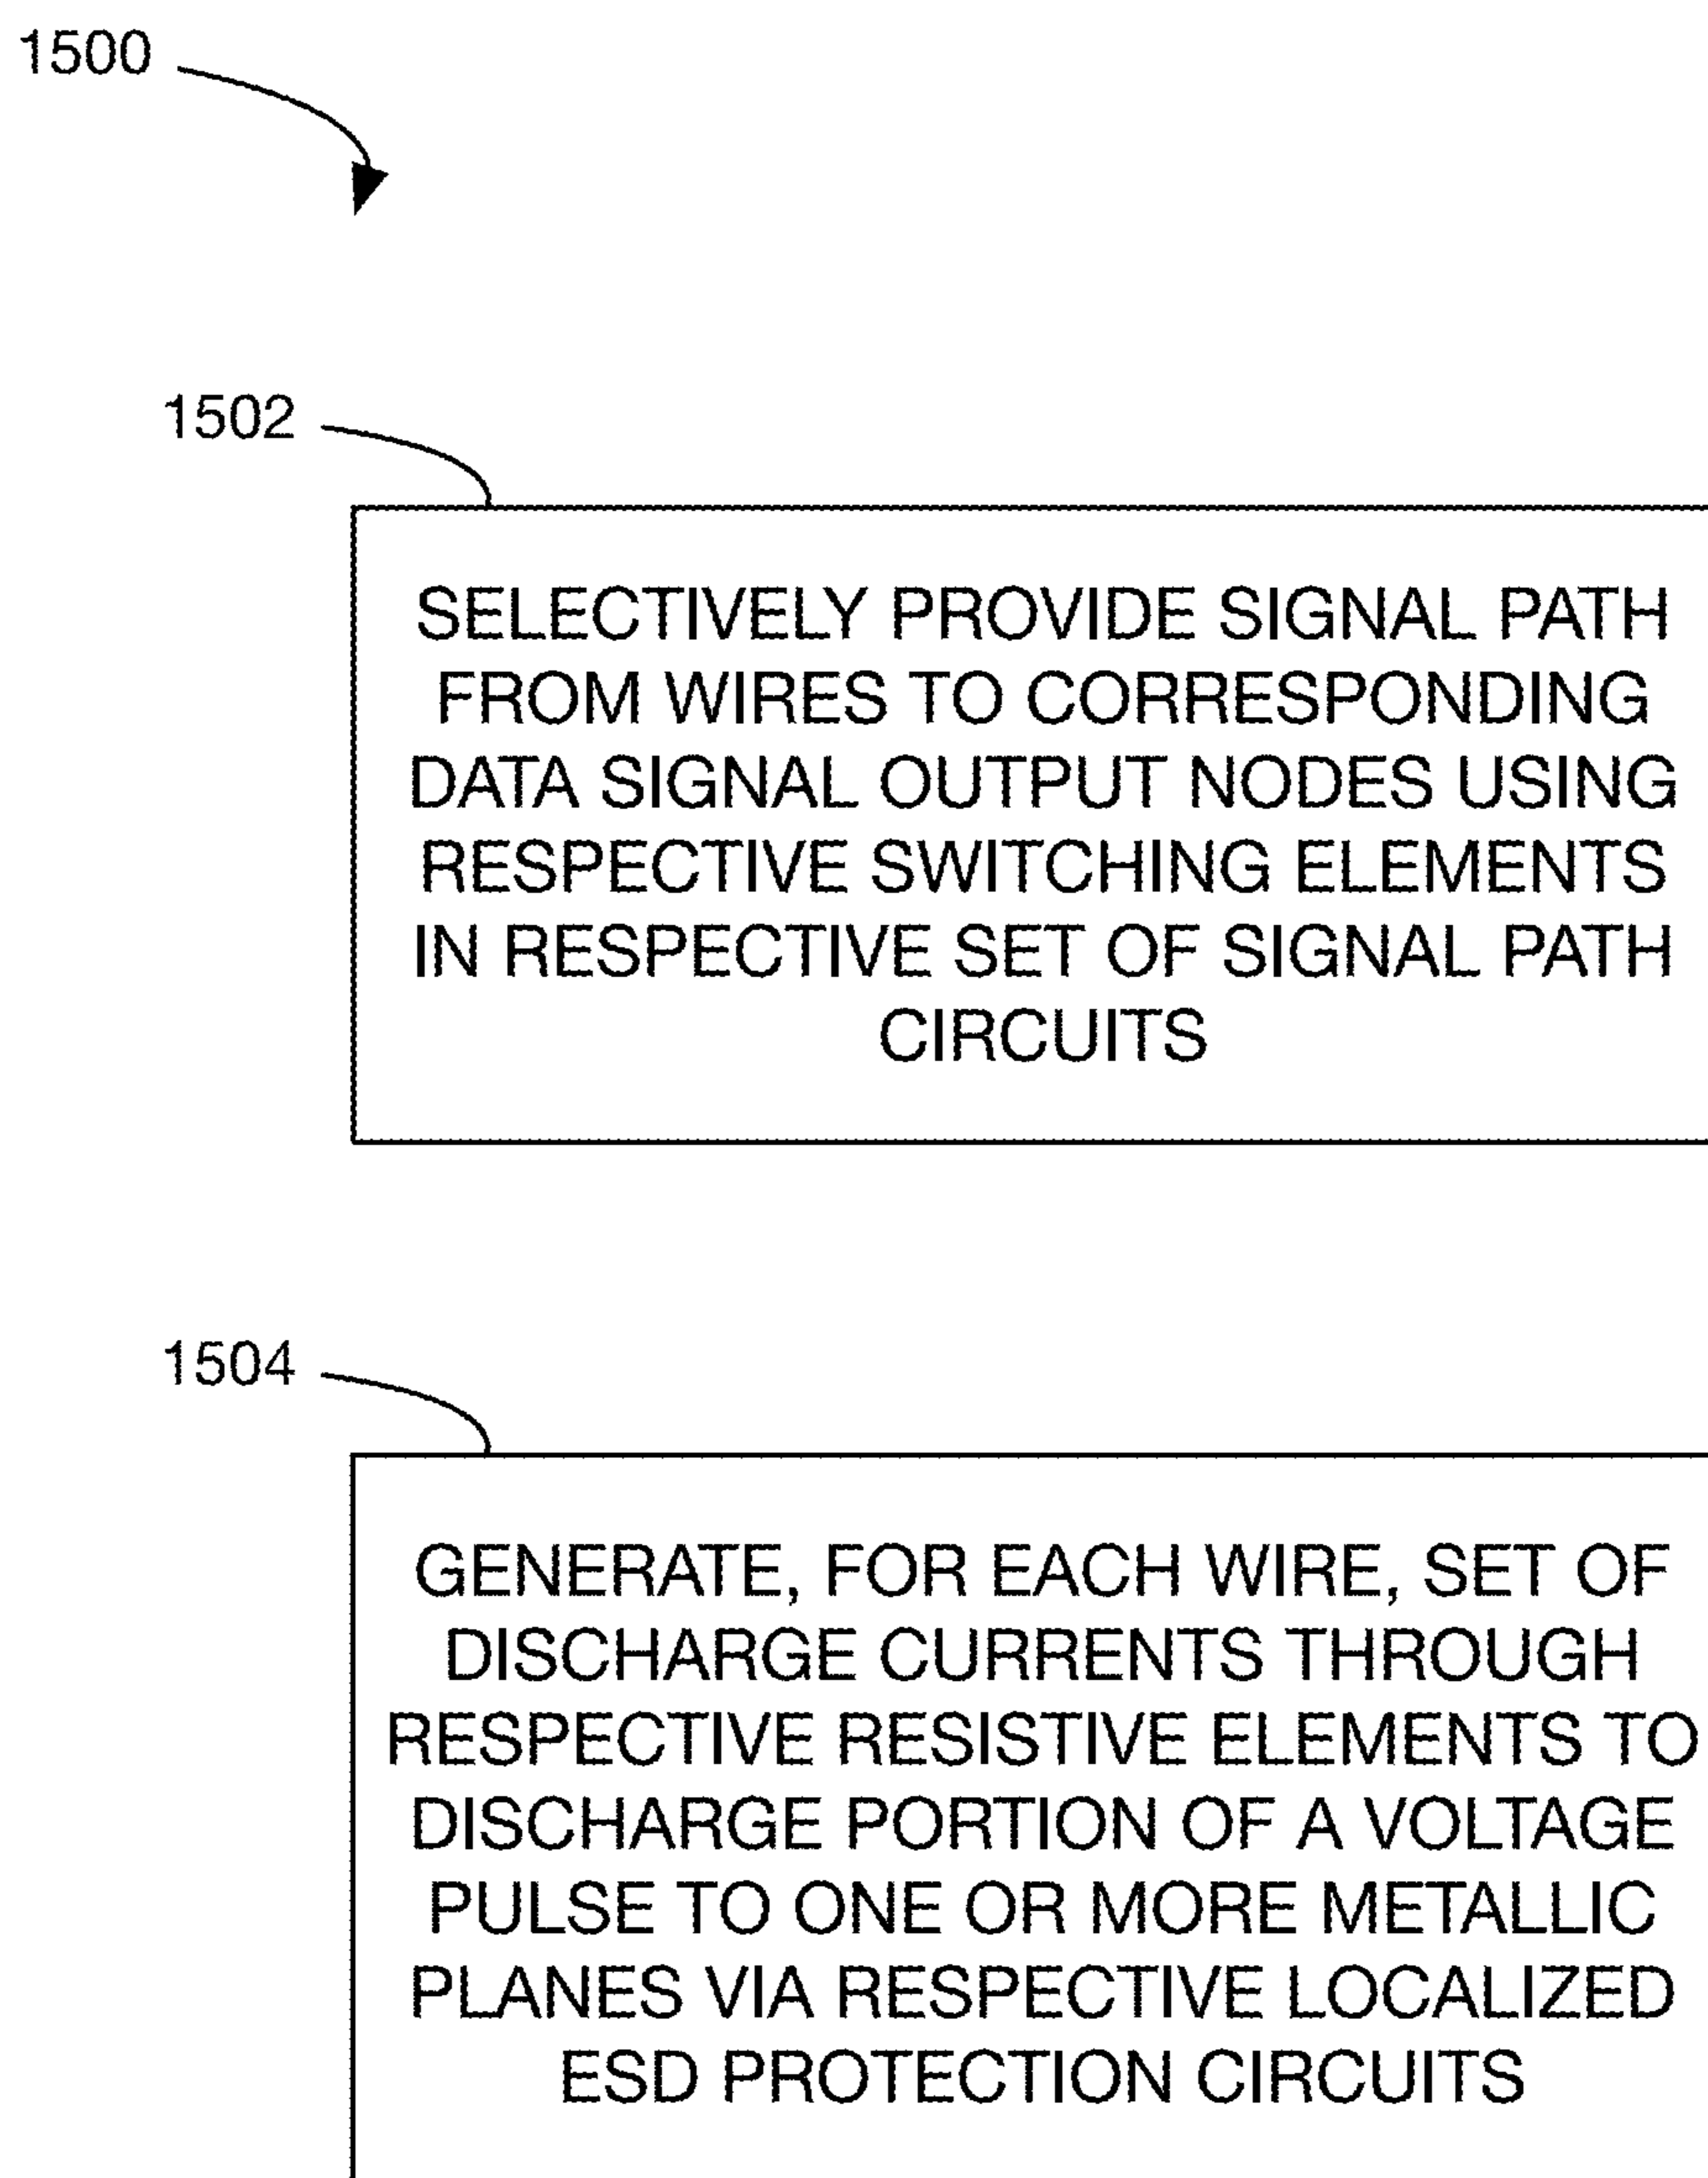 1500
1502
SELECTIVELY PROVIDE SIGNAL PATH
FROM WIRES TO CORRESPONDING
DATA SIGNAL OUTPUT NODES USING
RESPECTIVE SWITCHING ELEMENTS
IN RESPECTIVE SET OF SIGNAL PATH
CIRCUITS
1504
GENERATE, FOR EACH WIRE, SET OF
DISCHARGE CURRENTS THROUGH
RESPECTIVE RESISTIVE ELEMENTS TO
DISCHARGE PORTION OF A VOLTAGE
PULSE TO ONE OR MORE METALLIC
PLANES VIA RESPECTIVE LOCALIZED
ESD PROTECTION CIRCUITS